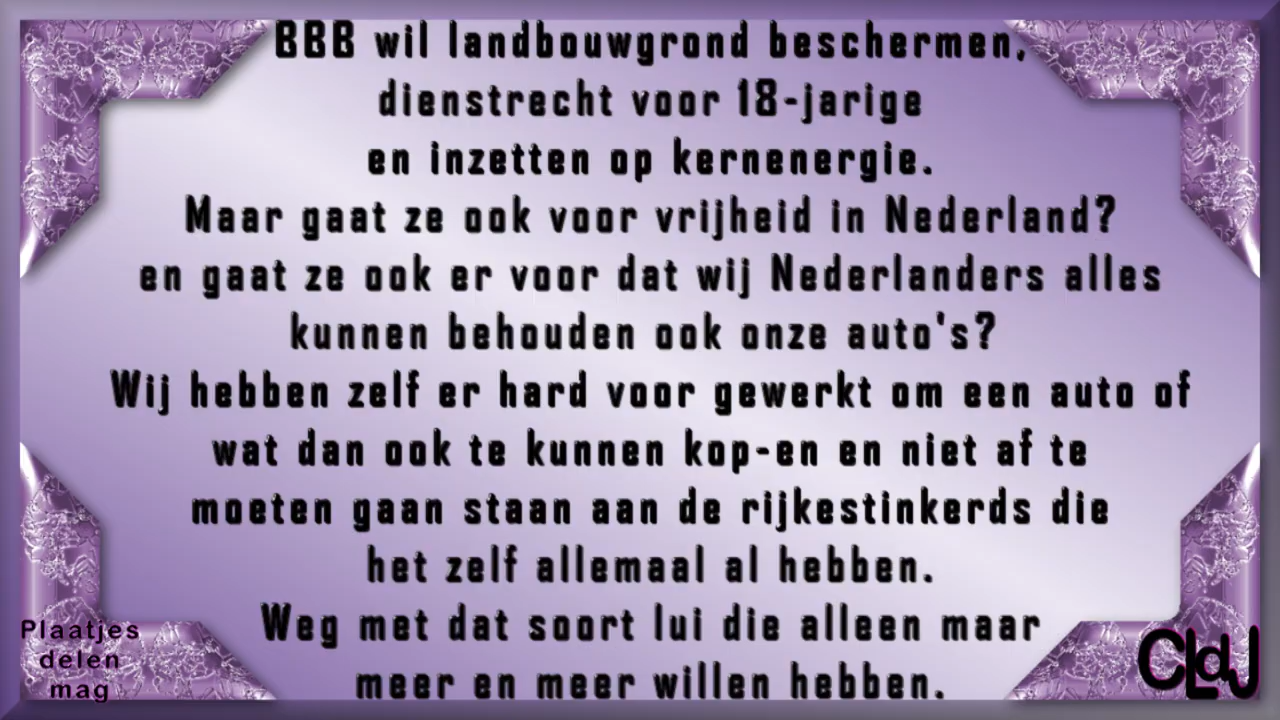 BBB wil landbouwgrond beschermen,
dienstrecht voor 18-jarige
en inzetten op kernenergie.
Maar gaat ze ook voor vrijheid in Nederland?
en gaat ze ook er voor dat wij Nederlanders alles
kunnen behouden ook onze auto's?
Wij hebben zelf er hard voor gewerkt om een auto of
wat dan ook te kunnen kop-en en niet af te
moeten gaan staan aan de rijkestinkerds die
het zelf allemaal al hebben.
Weg met dat soort lui die alleen maar
meer en meer willen hebben.
Plaatjes
delen
mag
CLdJ